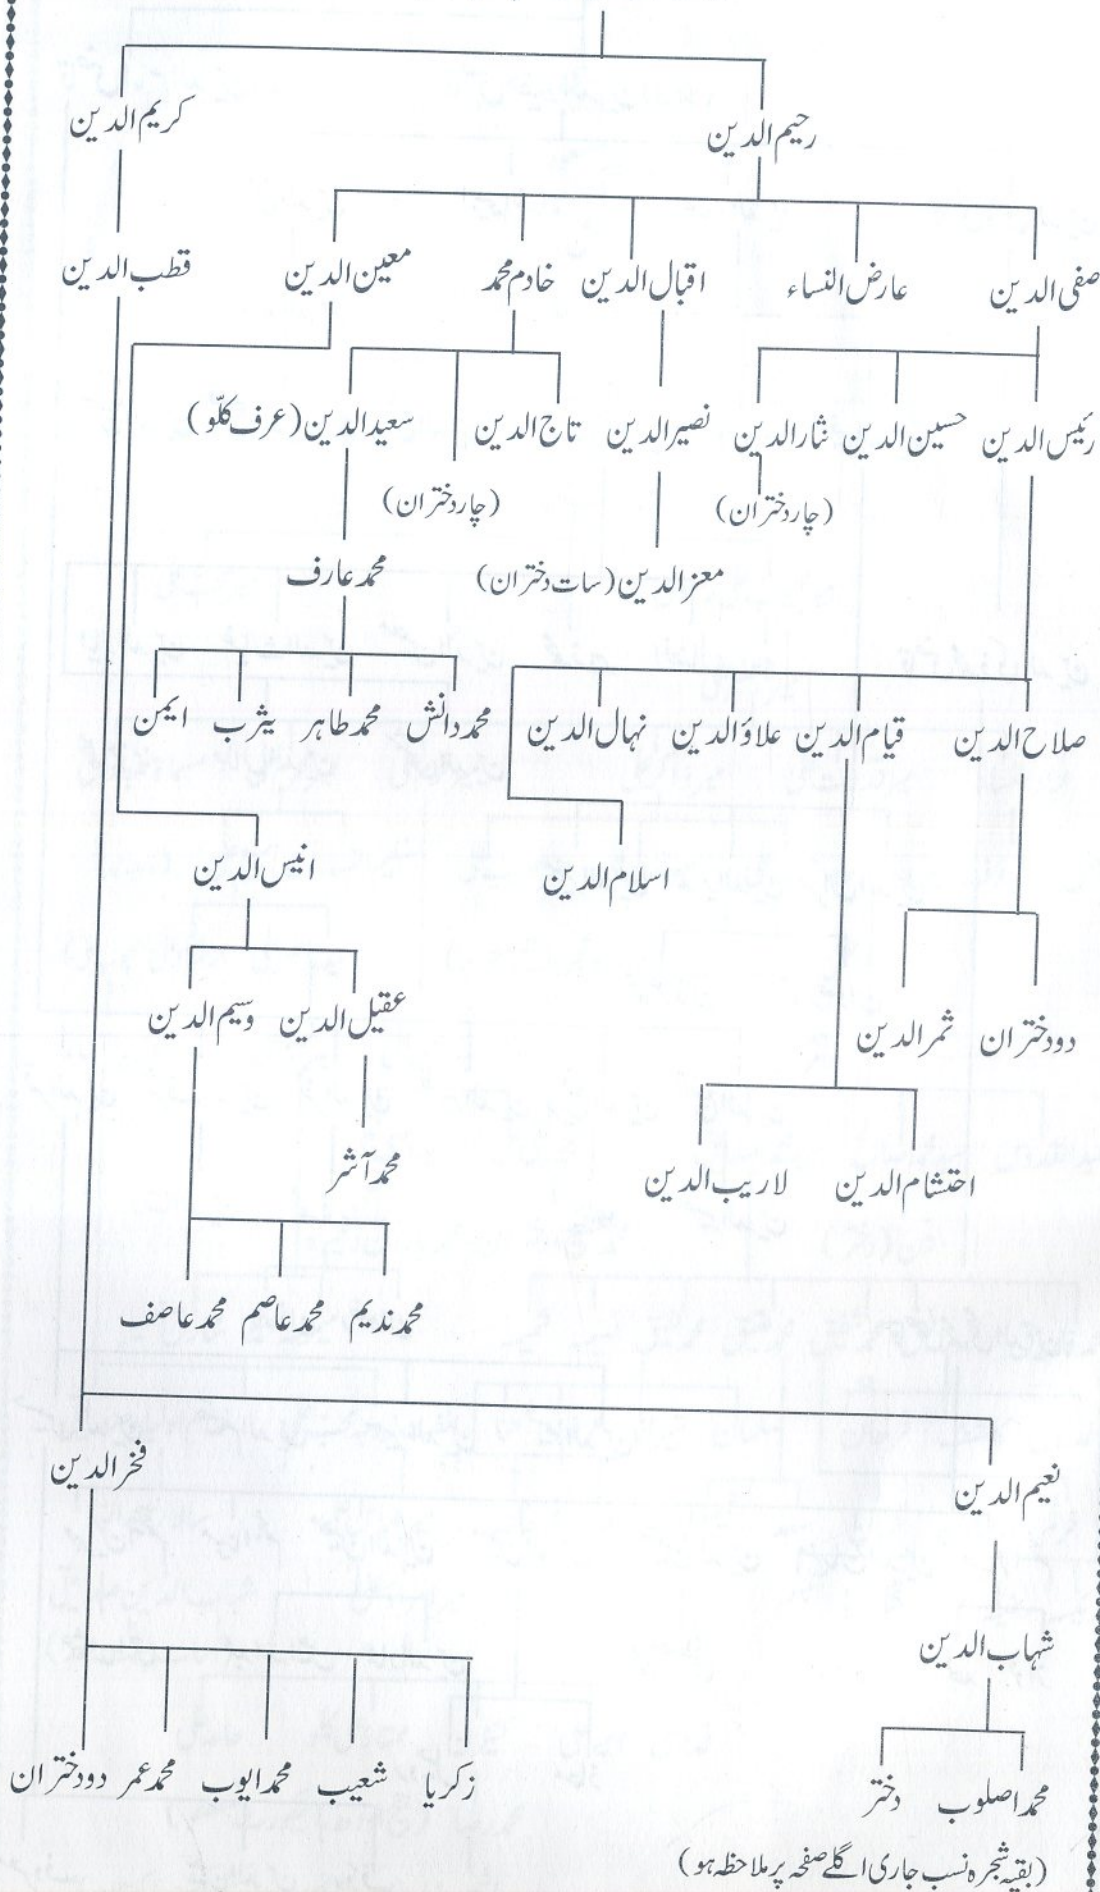 رحیم الدین کریم الدین
صفی الدین عارض النساء اقبال الدین خادم محمد معین الدین قطب الدین
رئیس الدین حسین الدین نثار الدین نصیر الدین تاج الدین سعید الدین (عرف کلّو)
(چار دختران) (چار دختران)
معز الدین (سات دختران) محمد عارف
صلاح الدین قیام الدین علاؤ الدین نہال الدین محمد دانش محمد طاہر یثرب ایمن
اسلام الدین انیس الدین
دو دختران ثمر الدین عقیل الدین وسیم الدین
احتشام الدین لاریب الدین محمد آشر
محمد ندیم محمد عاصم محمد عاصف
نعیم الدین فخر الدین
شہاب الدین
محمد اصلوب دختر زکریا شعیب محمد ایوب محمد عمر دو دختران
(بقیہ شجرہ نسب جاری اگلے صفحہ پر ملاحظہ ہو)